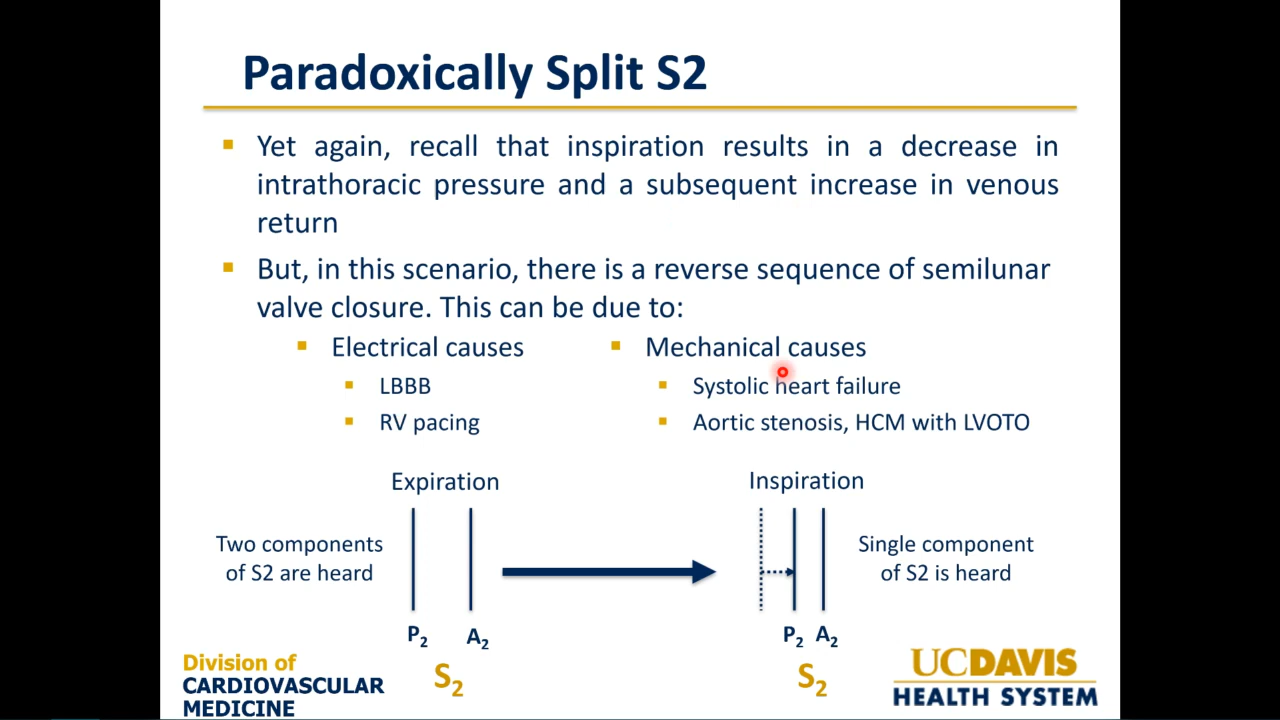 Paradoxically Split S2
Yet again, recall that inspiration results in a decrease in
intrathoracic pressure and a subsequent increase in venous
return
But, in this scenario, there is a reverse sequence of semilunar
valve closure. This can be due to:
Electrical causes
LBBB
RV pacing
Mechanical causes
Systolic heart failure
Aortic stenosis, HCM with LVOTO
Expiration
Two components
of S2 are heard
P2 A2
S2
Inspiration
Single component
of S2 is heard
P2 A2
S2
Division of
CARDIOVASCULAR
MEDICINE
UCDAVIS
HEALTH SYSTEM